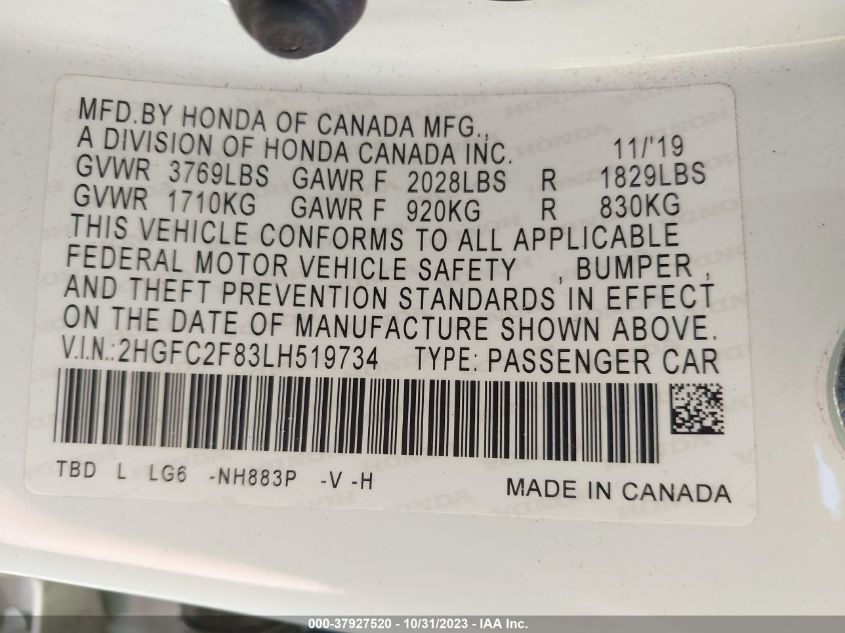 MFD.BY HONDA OF CANADA MFG.,
A DIVISION OF HONDA CANADA INC. 11/'19
GVWR 3769LBS GAWR F 2028LBS R 1829LBS
GVWR 1710KG GAWR F 920KG R 830KG
THIS VEHICLE CONFORMS TO ALL APPLICABLE
FEDERAL MOTOR VEHICLE SAFETY , BUMPER ,
AND THEFT PREVENTION STANDARDS IN EFFECT
ON THE DATE OF MANUFACTURE SHOWN ABOVE.
V.I.N.:2HGFC2F83LH519734 TYPE: PASSENGER CAR
TBD L LG6 -NH883P -V -H
MADE IN CANADA
000-37927520 - 10/31/2023 - IAA Inc.